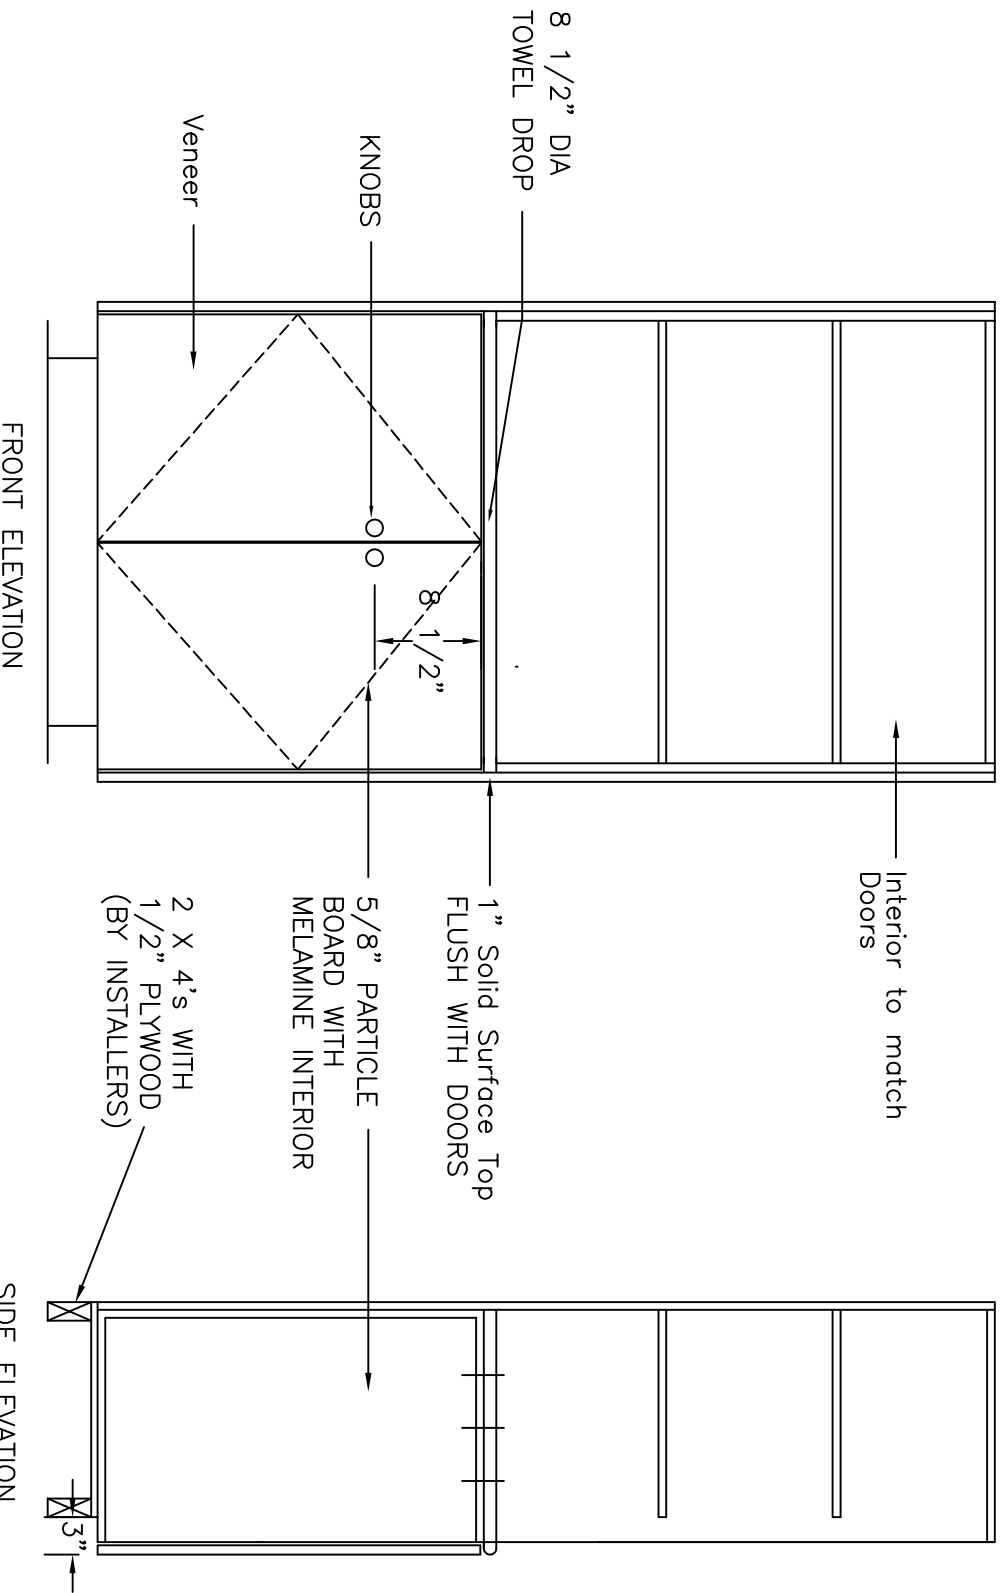 8 1/2" DIA
TOWEL DROP
KNOBS
Veneer
8 1/2"
FRONT ELEVATION
Interior to match
Doors
1" Solid Surface Top
FLUSH WITH DOORS
5/8" PARTICLE
BOARD WITH
MELAMINE INTERIOR
2 X 4's WITH
1/2" PLYWOOD
(BY INSTALLERS)
3"
SIDE ELEVATION